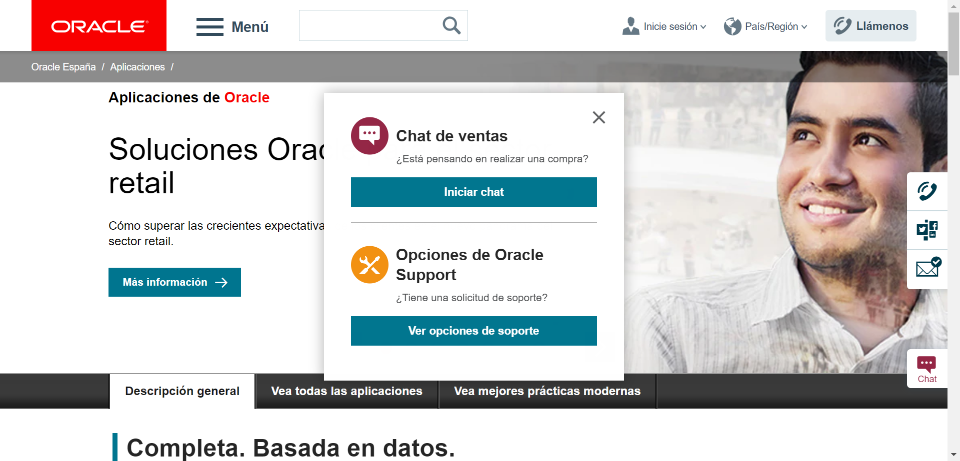 ORACLE
Menú
Inicie sesión
País/Región
Llámenos
Oracle España / Aplicaciones /
Aplicaciones de Oracle
Soluciones Orac
retail
Cómo superar las crecientes expectativa
sector retail.
Más información
Chat de ventas
¿Está pensando en realizar una compra?
Iniciar chat
Opciones de Oracle
Support
¿Tiene una solicitud de soporte?
Ver opciones de soporte
Chat
Descripción general
Vea todas las aplicaciones
Vea mejores prácticas modernas
Completa. Basada en datos.